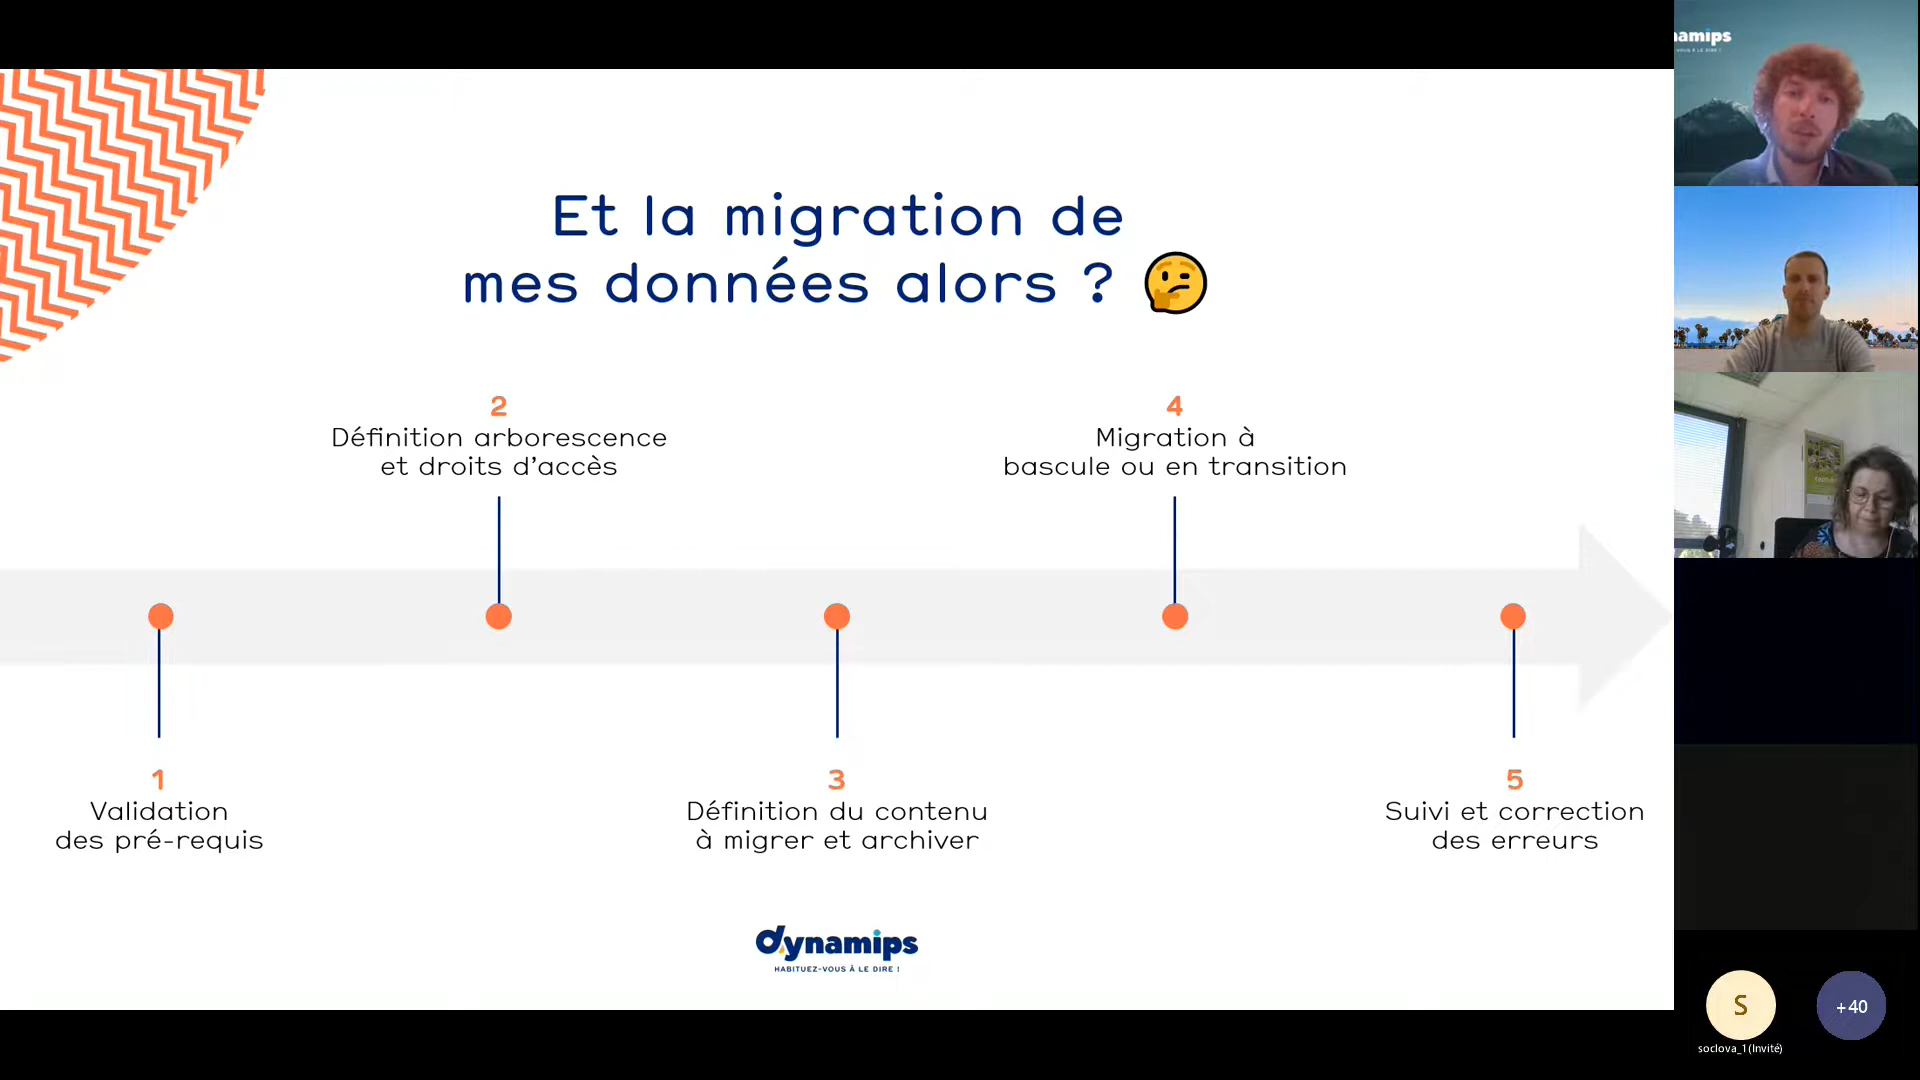 Et la migration de
mes données alors ?
2
Définition arborescence
et droits d'accès
4
Migration à
bascule ou en transition
1
Validation
des pré-requis
3
Définition du contenu
à migrer et archiver
5
Suivi et correction
des erreurs
dynamips
HABITUEZ-VOUS À LE DIRE !
namips
S
+40
soclova_1(Invité)